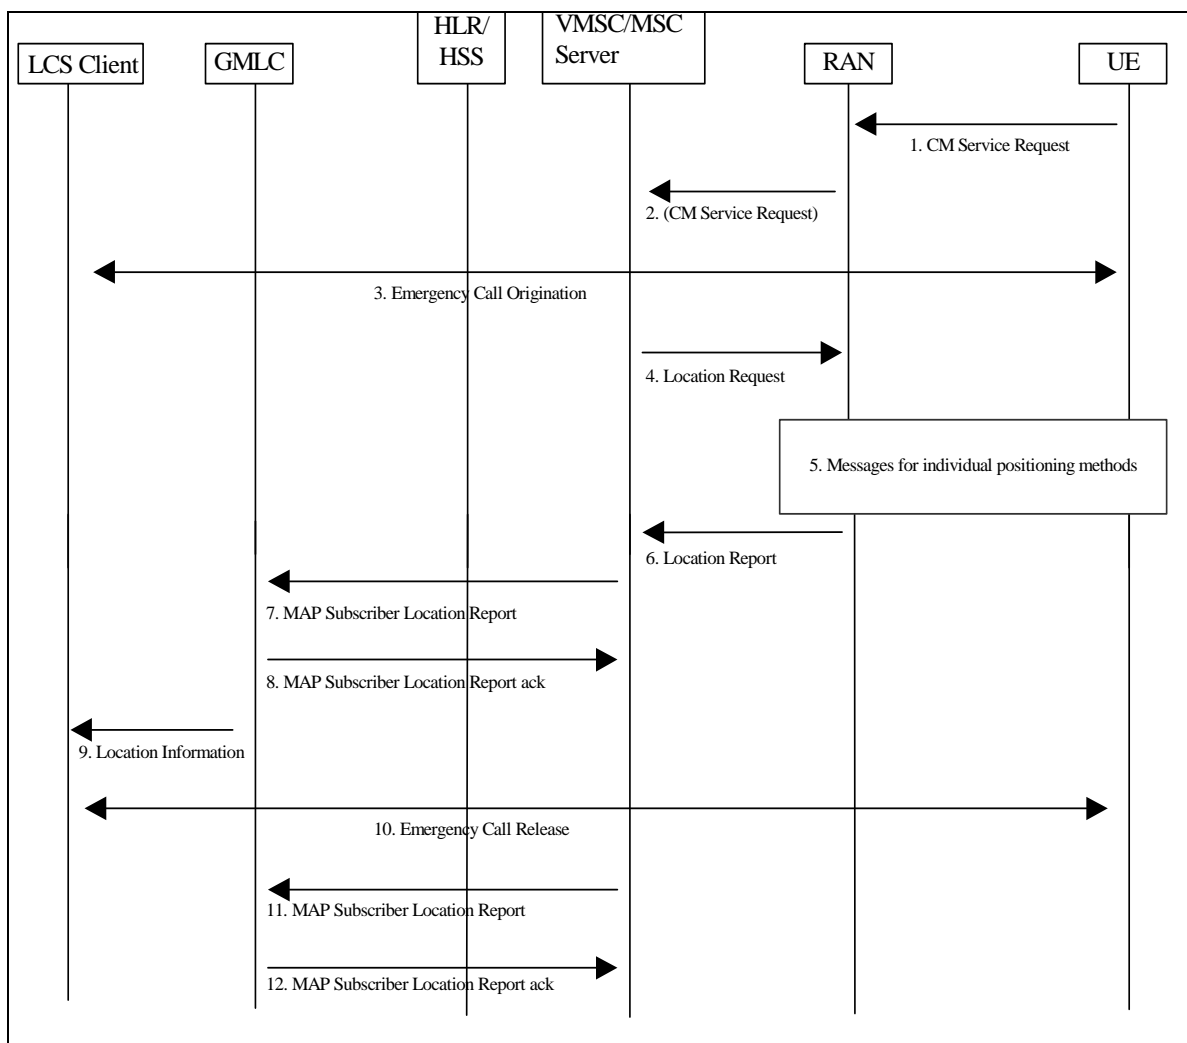 LCS Client
GMLC
HLR/
HSS
VMSC/MSC
Server
RAN
UE
1. CM Service Request
2. (CM Service Request)
3. Emergency Call Origination
4. Location Request
5. Messages for individual positioning methods
6. Location Report
7. MAP Subscriber Location Report
8. MAP Subscriber Location Report ack
9. Location Information
10. Emergency Call Release
11. MAP Subscriber Location Report
12. MAP Subscriber Location Report ack